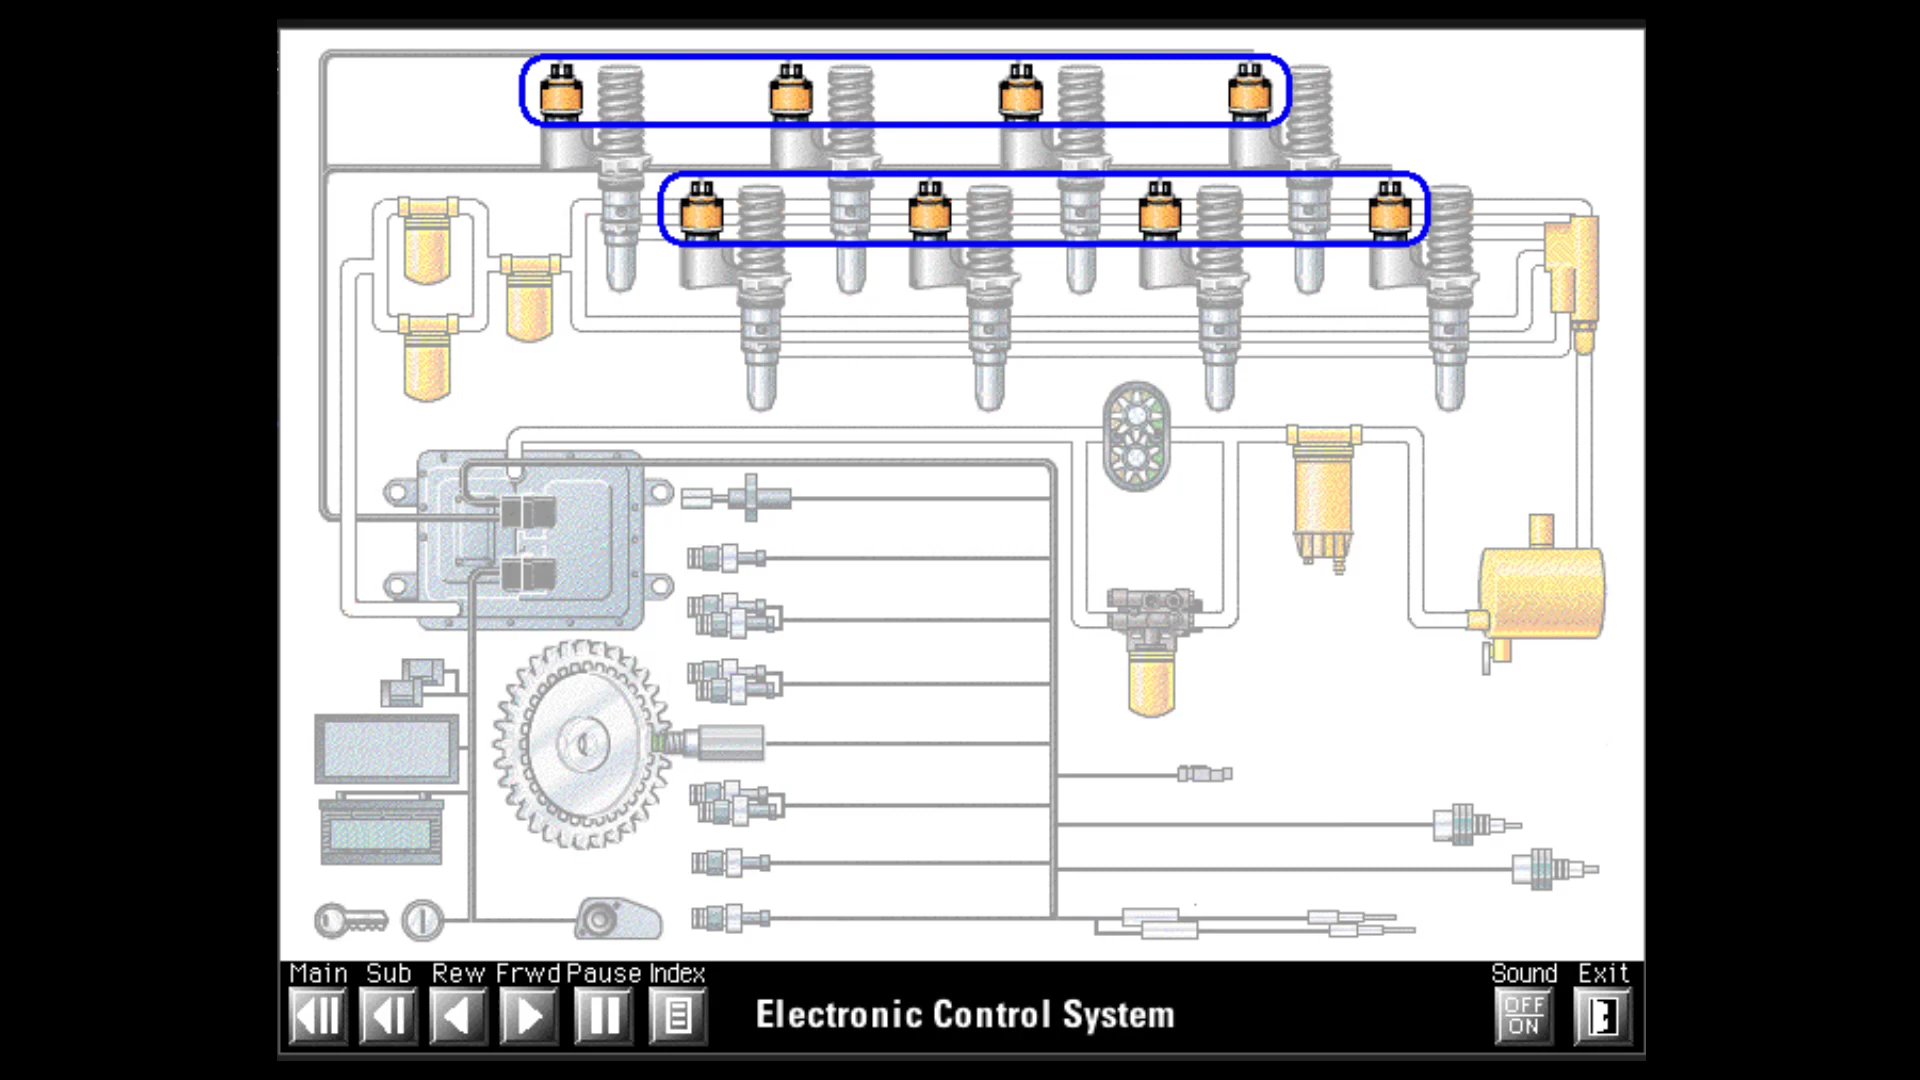 Main Sub Rew Frwd Pause Index Sound Exit
OFF
ON
Electronic Control System